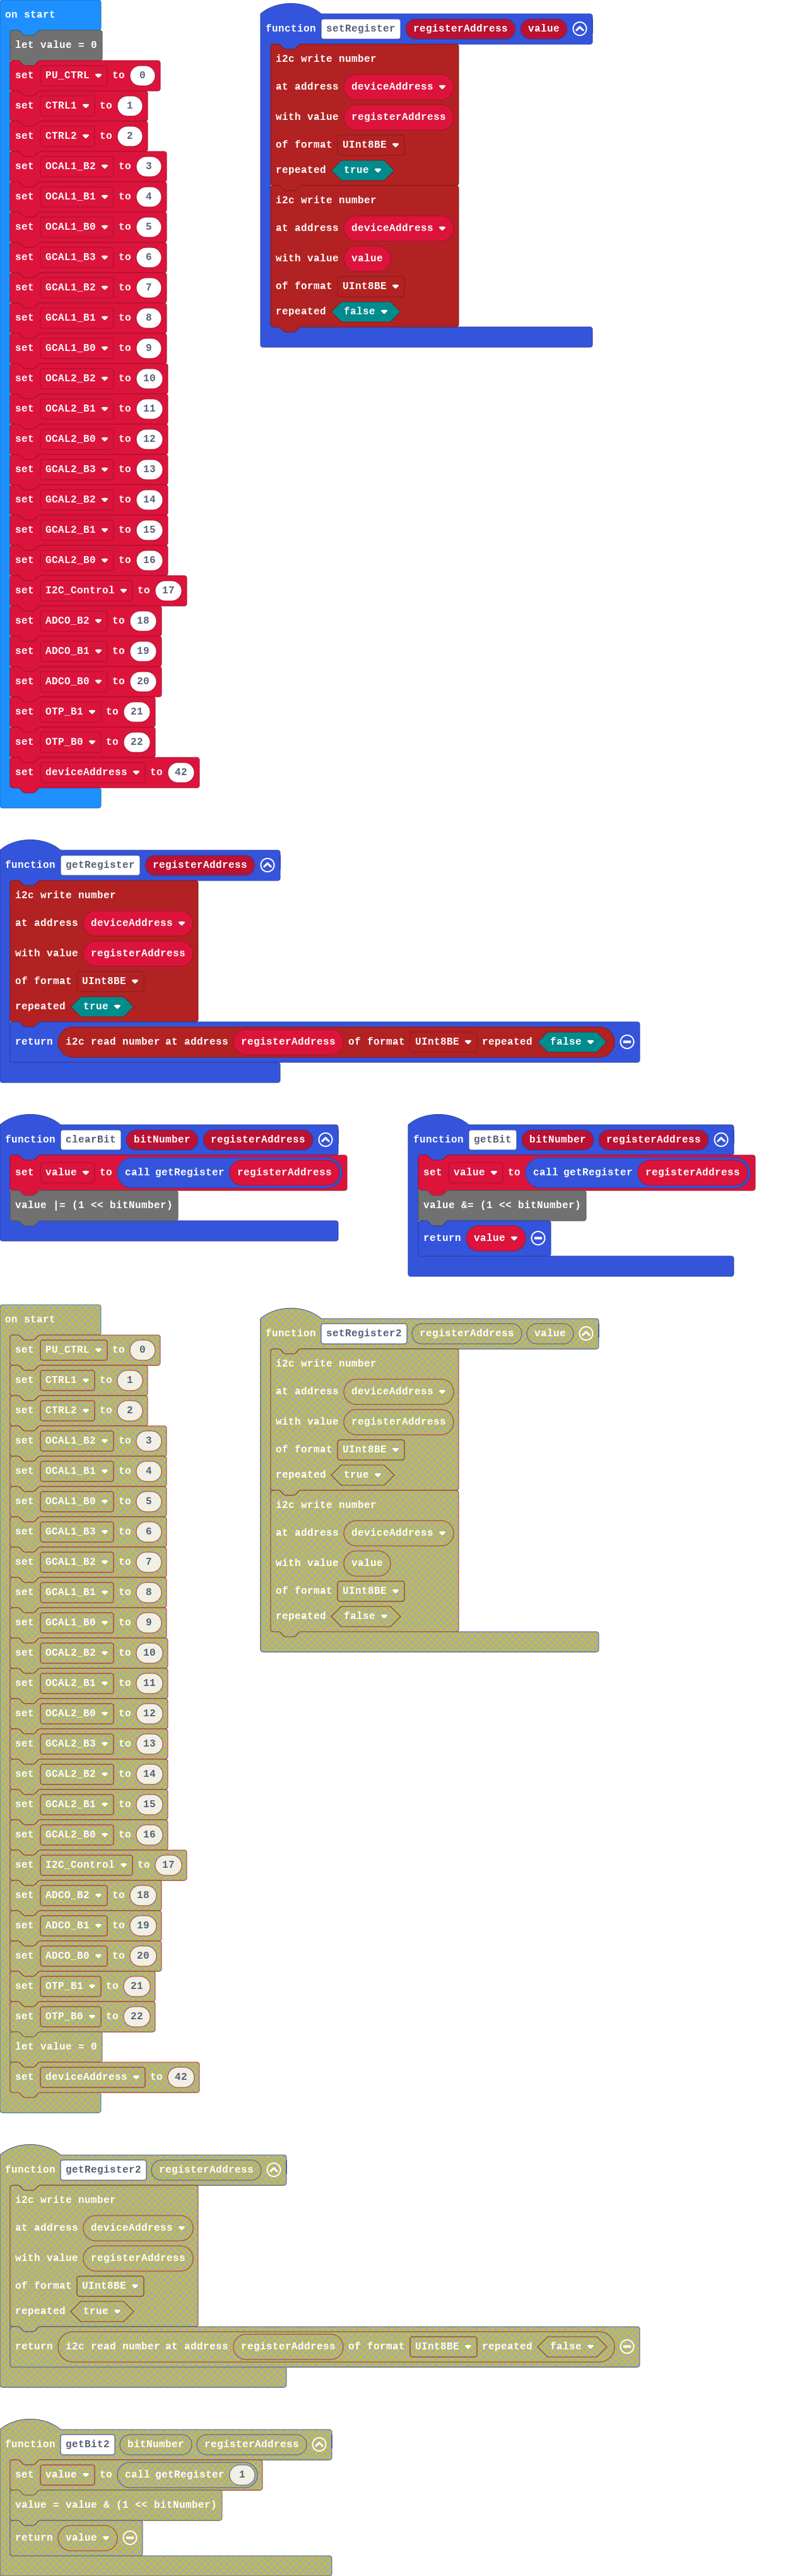 on start
let value = 0
set PU_CTRL to 0
set CTRL1 to 1
set CTRL2 to 2
set OCAL1_B2 to 3
set OCAL1_B1 to 4
set OCAL1_B0 to 5
set GCAL1_B3 to 6
set GCAL1_B2 to 7
set GCAL1_B1 to 8
set GCAL1_B0 to 9
set OCAL2_B2 to 10
set OCAL2_B1 to 11
set OCAL2_B0 to 12
set GCAL2_B3 to 13
set GCAL2_B2 to 14
set GCAL2_B1 to 15
set GCAL2_B0 to 16
set I2C_Control to 17
set ADCO_B2 to 18
set ADCO_B1 to 19
set ADCO_B0 to 20
set OTP_B1 to 21
set OTP_B0 to 22
set deviceAddress to 42
function setRegister registerAddress value
i2c write number
at address deviceAddress
with value registerAddress
of format UInt8BE
repeated true
i2c write number
at address deviceAddress
with value value
of format UInt8BE
repeated false
function getRegister registerAddress
i2c write number
at address deviceAddress
with value registerAddress
of format UInt8BE
repeated true
return i2c read number at address registerAddress of format UInt8BE repeated false
function clearBit bitNumber registerAddress
set value to call getRegister registerAddress
value |= (1 << bitNumber)
function getBit bitNumber registerAddress
set value to call getRegister registerAddress
value &= (1 << bitNumber)
return value
on start
set PU_CTRL to 0
set CTRL1 to 1
set CTRL2 to 2
set OCAL1_B2 to 3
set OCAL1_B1 to 4
set OCAL1_B0 to 5
set GCAL1_B3 to 6
set GCAL1_B2 to 7
set GCAL1_B1 to 8
set GCAL1_B0 to 9
set OCAL2_B2 to 10
set OCAL2_B1 to 11
set OCAL2_B0 to 12
set GCAL2_B3 to 13
set GCAL2_B2 to 14
set GCAL2_B1 to 15
set GCAL2_B0 to 16
set I2C_Control to 17
set ADCO_B2 to 18
set ADCO_B1 to 19
set ADCO_B0 to 20
set OTP_B1 to 21
set OTP_B0 to 22
let value = 0
set deviceAddress to 42
function setRegister2 registerAddress value
i2c write number
at address deviceAddress
with value registerAddress
of format UInt8BE
repeated true
i2c write number
at address deviceAddress
with value value
of format UInt8BE
repeated false
function getRegister2 registerAddress
i2c write number
at address deviceAddress
with value registerAddress
of format UInt8BE
repeated true
return i2c read number at address registerAddress of format UInt8BE repeated false
function getBit2 bitNumber registerAddress
set value to call getRegister 1
value = value & (1 << bitNumber)
return value